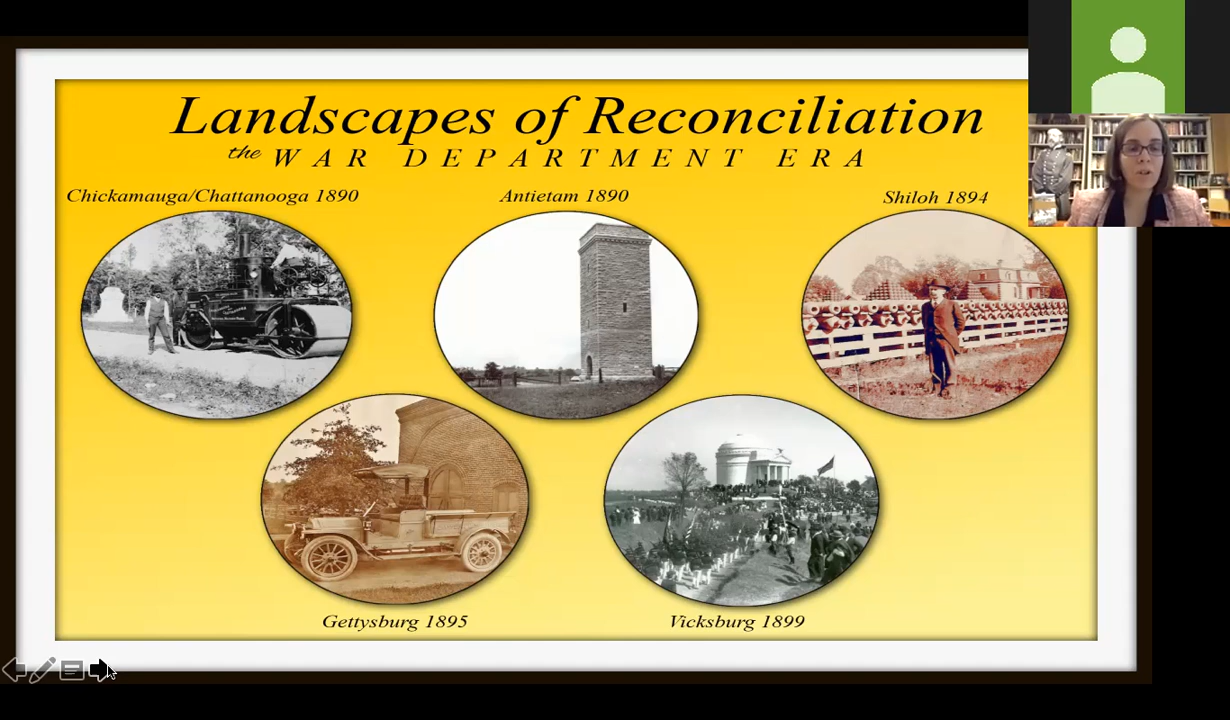 Landscapes of Reconciliation
the WAR DEPARTMENT ERA
Chickamauga/Chattanooga 1890
Antietam 1890
Shiloh 1894
Gettysburg 1895
Vicksburg 1899